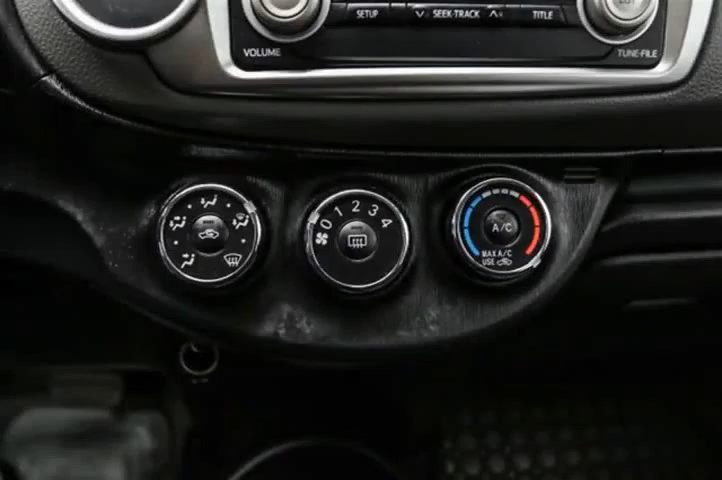 SETUP
SEEK-TRACK
TITLE
VOLUME
TUNE·FILE
0 1 2 3 4
A/C
MAX A/C
USE